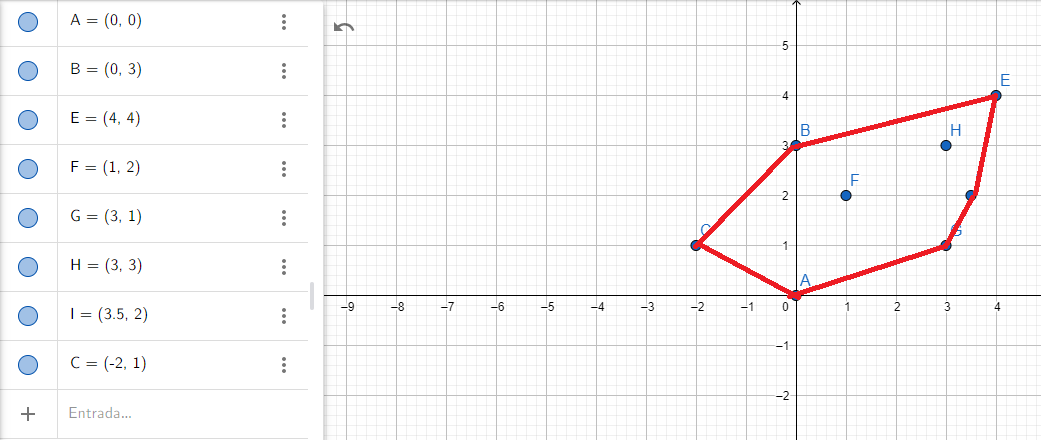 A = (0, 0)
B = (0, 3)
E = (4, 4)
F = (1, 2)
G = (3, 1)
H = (3, 3)
I = (3.5, 2)
C = (-2, 1)
Entrada...
5
E
4
B
H
3
F
2
C
G
1
A
−9 −8 −7 −6 −5 −4 −3 −2 −1 0 1 2 3 4
−1
−2